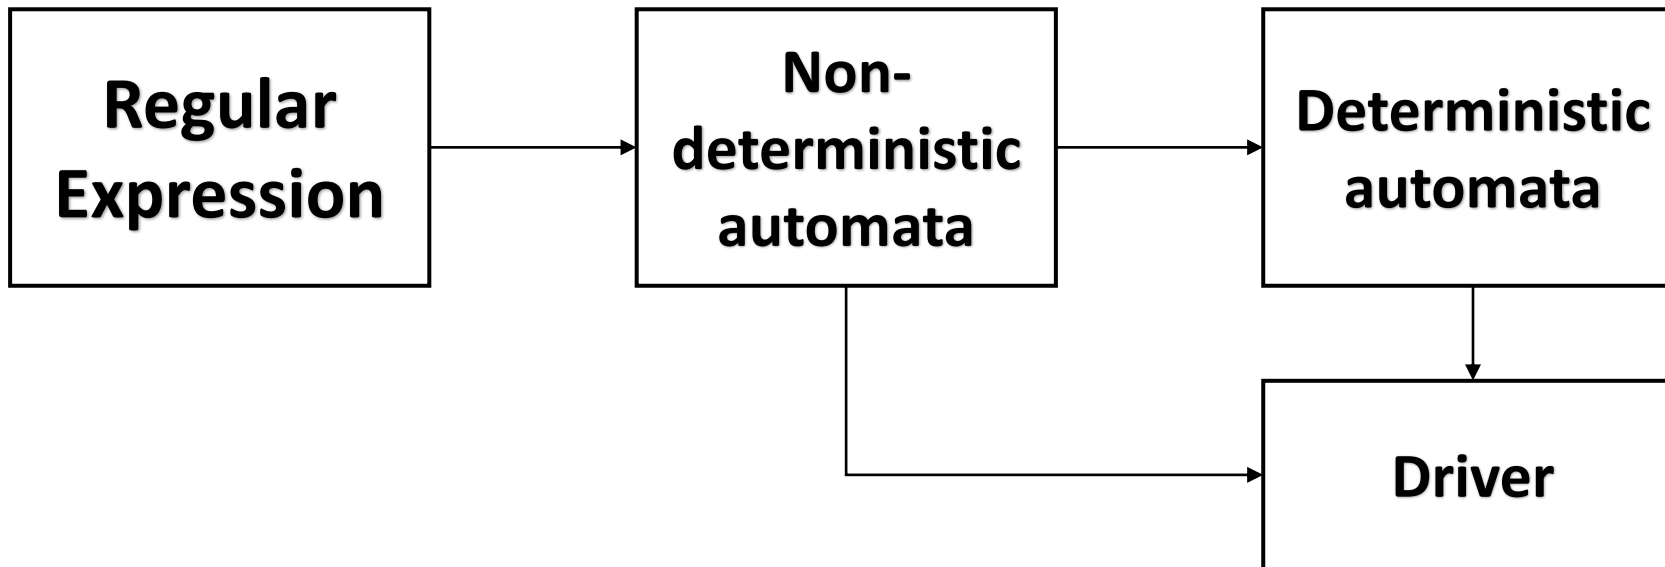 Regular
Expression
Non-
deterministic
automata
Deterministic
automata
Driver